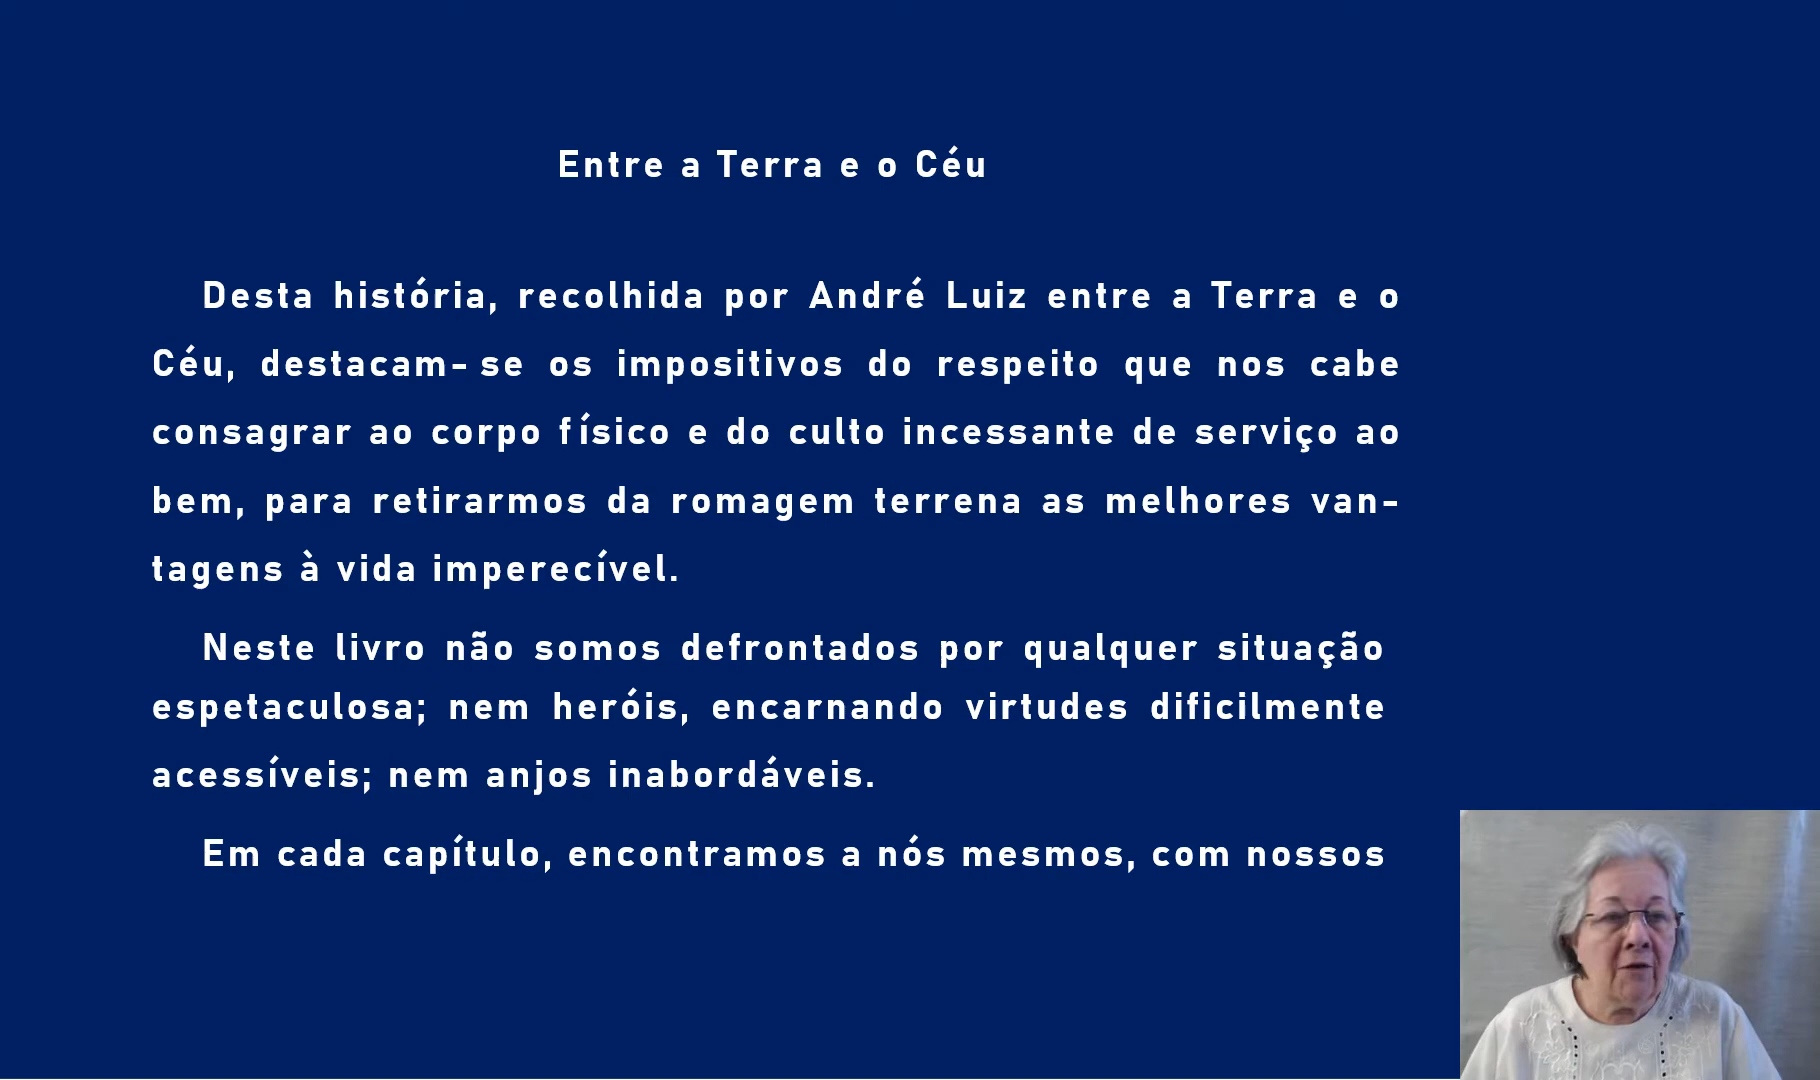 Entre a Terra e o Céu
Desta história, recolhida por André Luiz entre a Terra e o
Céu, destacam-se os impositivos do respeito que nos cabe
consagrar ao corpo físico e do culto incessante de serviço ao
bem, para retirarmos da romagem terrena as melhores van-
tagens à vida imperecível.
Neste livro não somos defrontados por qualquer situação
espetaculosa; nem heróis, encarnando virtudes dificilmente
acessíveis; nem anjos inabordáveis.
Em cada capítulo, encontramos a nós mesmos, com nossos